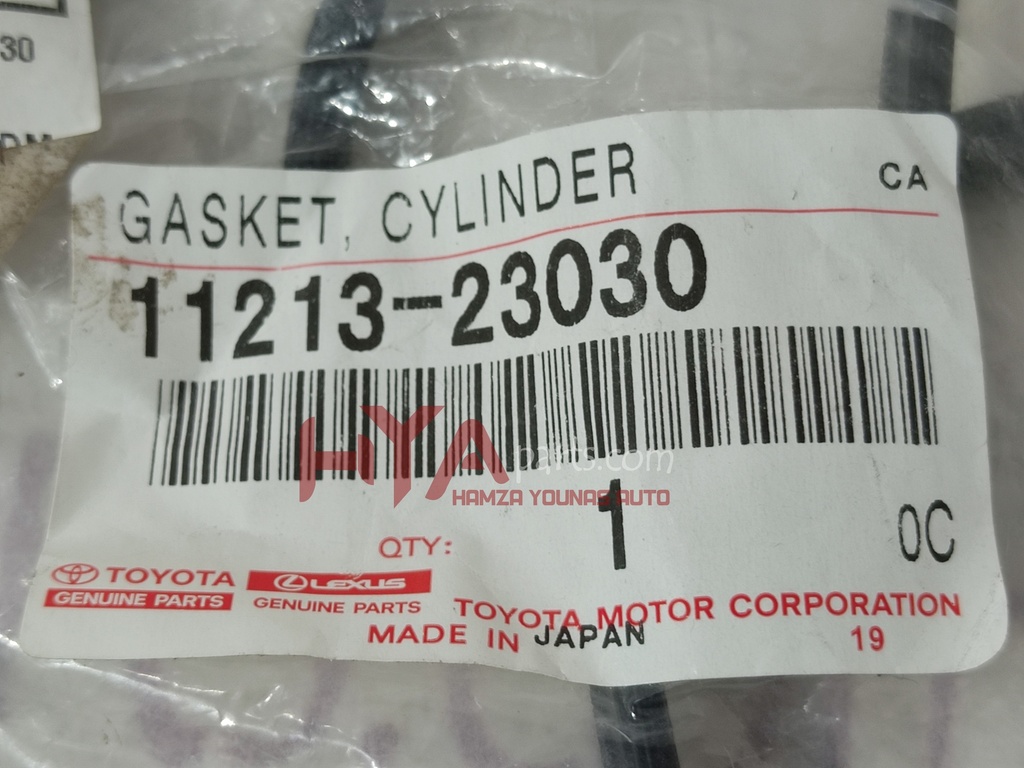 30
GASKET, CYLINDER
CA
11213-23030
HYA parts.com
HAMZA YOUNAS AUTO
QTY: 1
0C
TOYOTA
GENUINE PARTS
LEXUS
GENUINE PARTS
TOYOTA MOTOR CORPORATION
MADE IN JAPAN
19